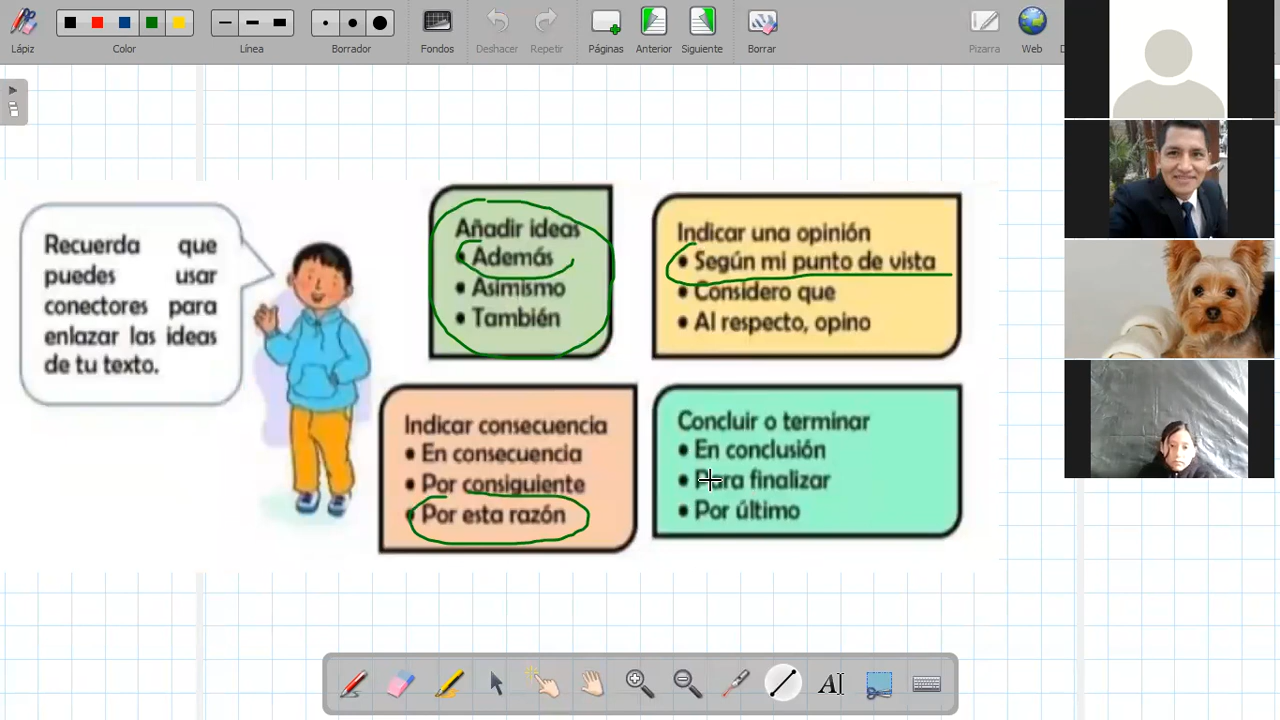 Lápiz
Color
Línea
Borrador
Fondos
Deshacer
Repetir
Páginas
Anterior
Siguiente
Borrar
Pizarra
Web
Recuerda que
puedes usar
conectores para
enlazar las ideas
de tu texto.
Añadir ideas
• Además
• Asimismo
• También
Indicar una opinión
• Según mi punto de vista
• Considero que
• Al respecto, opino
Indicar consecuencia
• En consecuencia
• Por consiguiente
• Por esta razón
Concluir o terminar
• En conclusión
• Para finalizar
• Por último